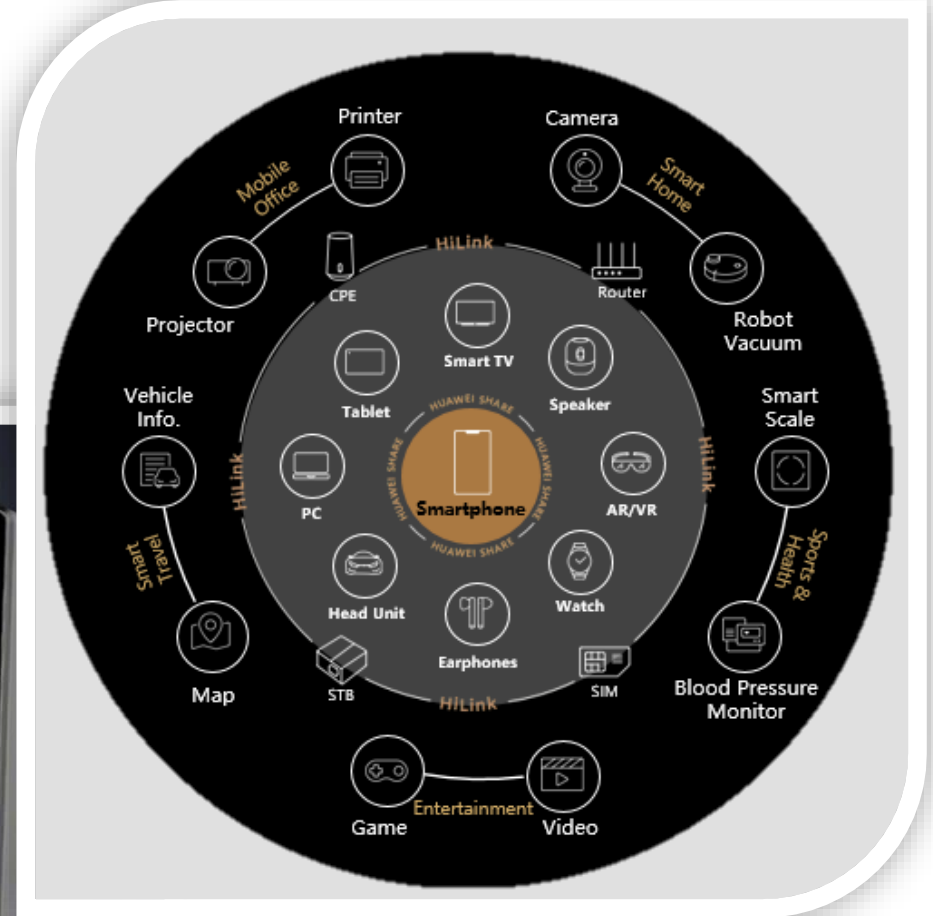 Printer
Camera
Mobile
Office
Smart
Home
HiLink
CPE
Router
Projector
Robot
Vacuum
Smart TV
Tablet
Speaker
Vehicle
Info.
Smart
Scale
HUAWEI SHARE
HUAWEI SHARE
HUAWEI SHARE
HiLink
HiLink
PC
Smartphone
AR/VR
HUAWEI SHARE
Smart
Travel
Sports &
Health
Head Unit
Watch
Earphones
Map
STB
SIM
Blood Pressure
Monitor
HiLink
Entertainment
Game
Video